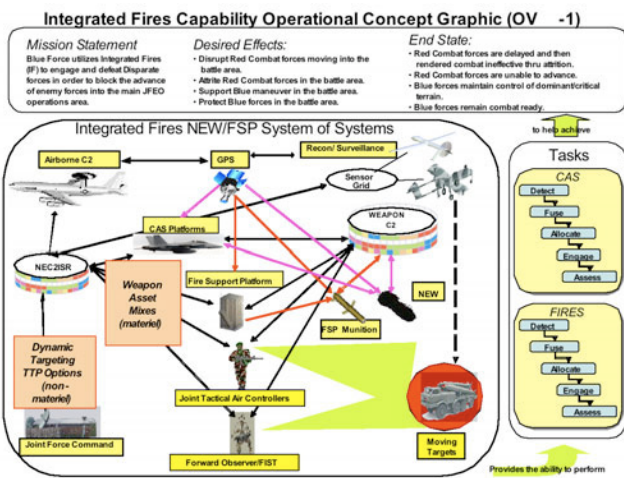 Integrated Fires Capability Operational Concept Graphic (OV -1)
Mission Statement
Blue Force utilizes Integrated Fires
(IF) to engage and defeat Disparate
forces in order to block the advance
of enemy forces into the main JFEO
operations area.
Desired Effects:
• Disrupt Red Combat forces moving into the
battle area.
• Attrite Red Combat forces in the battle area.
• Support Blue maneuver in the battle area.
• Protect Blue forces in the battle area.
End State:
• Red Combat forces are delayed and then
rendered combat ineffective thru attrition.
• Red Combat forces are unable to advance.
• Blue forces maintain control of dominant/critical
terrain.
• Blue forces remain combat ready.
Integrated Fires NEW/FSP System of Systems
to help achieve
Airborne C2
GPS
Recon/ Surveillance
Sensor
Grid
CAS Platforms
WEAPON
C2
NEC2ISR
Weapon
Asset
Mixes
(materiel)
Fire Support Platform
NEW
FSP Munition
Dynamic
Targeting
TTP Options
(non-
materiel)
Joint Tactical Air Controllers
Joint Force Command
Forward Observer/FIST
Moving
Targets
Tasks
CAS
Detect
Fuse
Allocate
Engage
Assess
FIRES
Detect
Fuse
Allocate
Engage
Assess
Provides the ability to perform